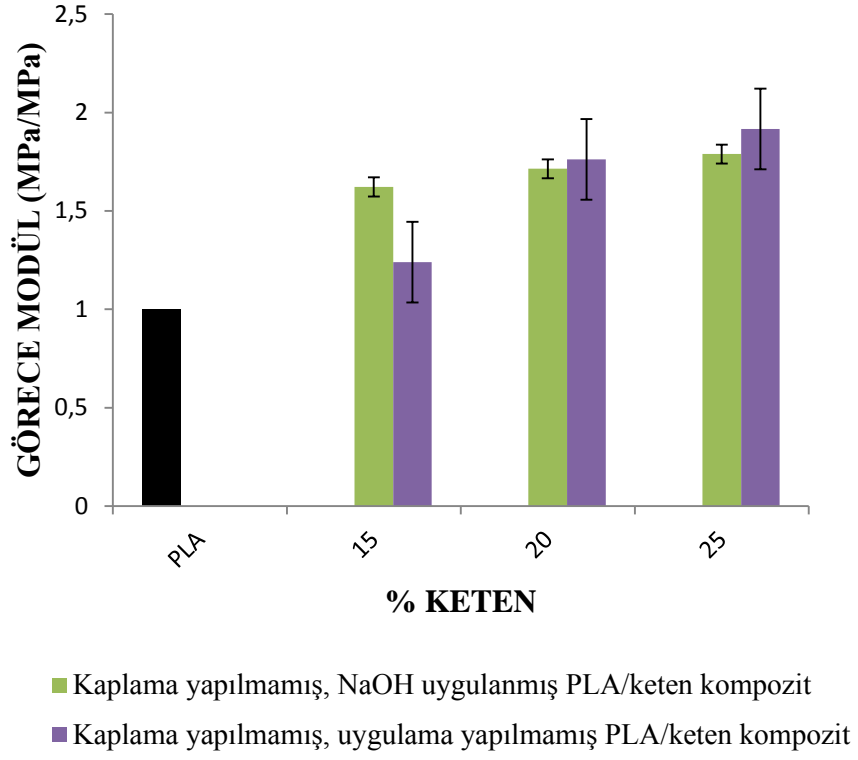 2,5
2
1,5
1
0,5
0
GÖRECE MODÜL (MPa/MPa)
PLA
15
20
25
% KETEN
Kaplama yapılmamış, NaOH uygulanmış PLA/keten kompozit
Kaplama yapılmamış, uygulama yapılmamış PLA/keten kompozit